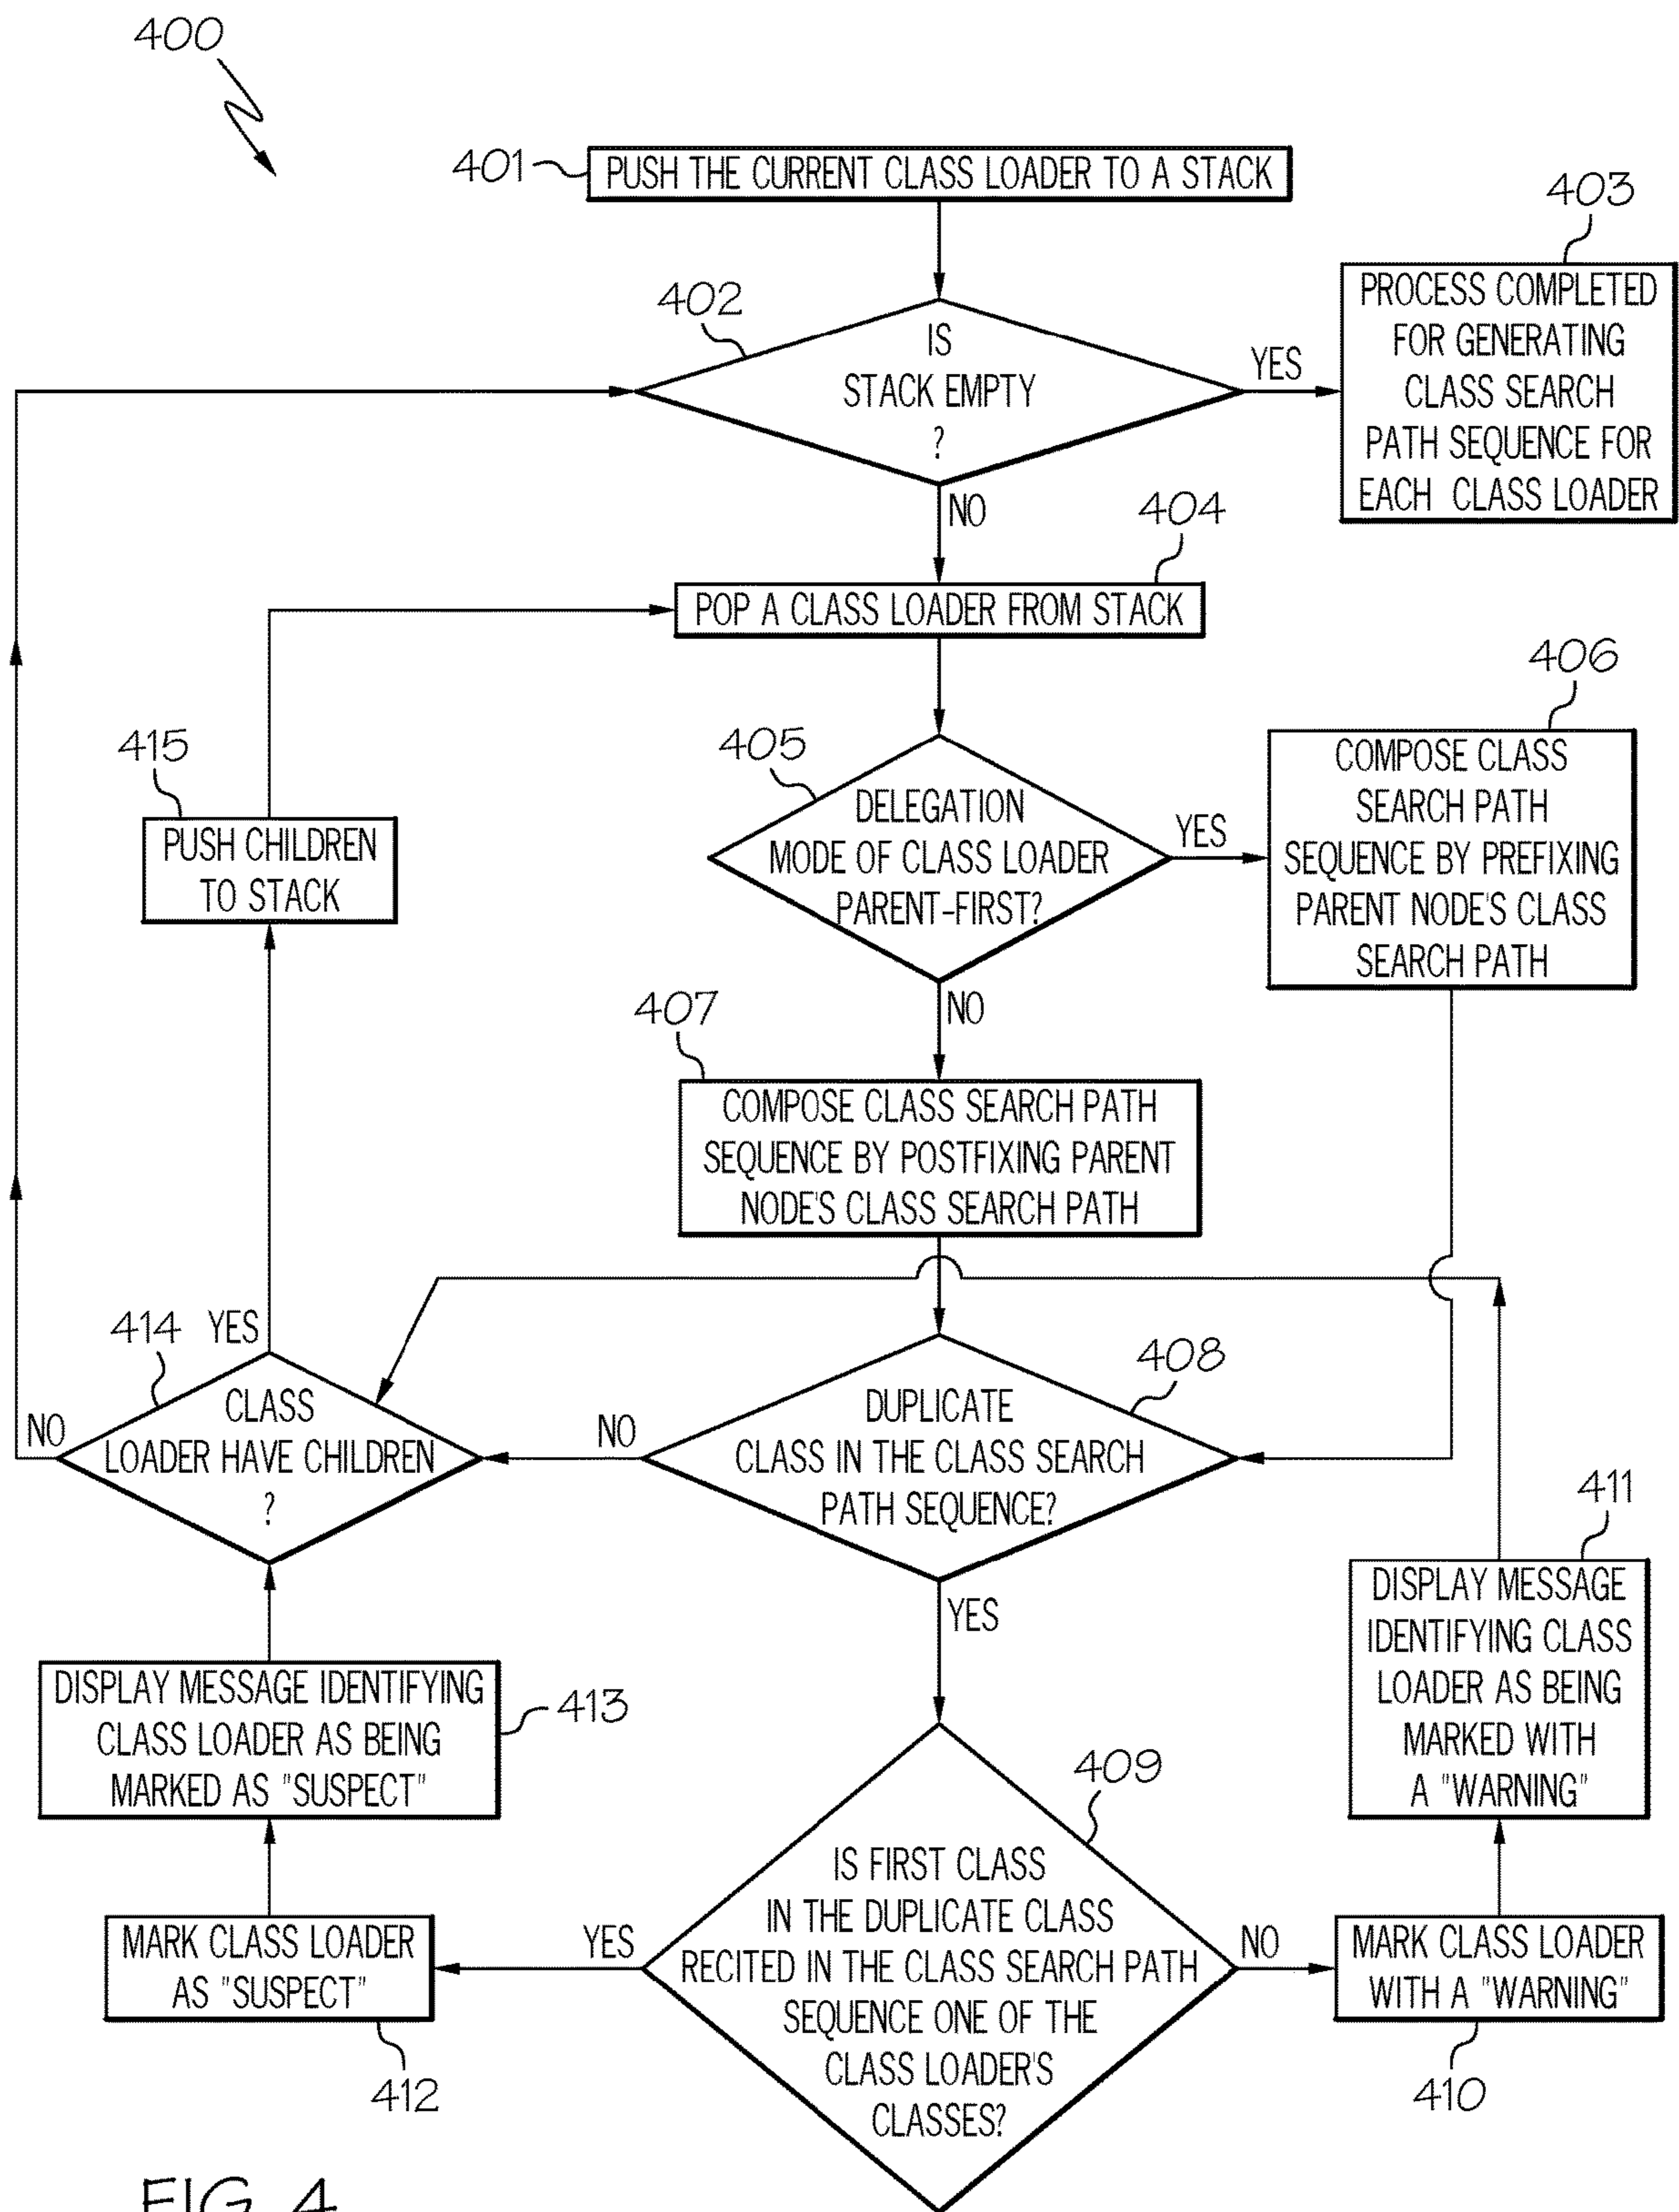 400
401
PUSH THE CURRENT CLASS LOADER TO A STACK
403
PROCESS COMPLETED
FOR GENERATING
CLASS SEARCH
PATH SEQUENCE FOR
EACH CLASS LOADER
402
IS
STACK EMPTY
?
YES
NO
404
POP A CLASS LOADER FROM STACK
405
DELEGATION
MODE OF CLASS LOADER
PARENT-FIRST?
YES
NO
406
COMPOSE CLASS
SEARCH PATH
SEQUENCE BY PREFIXING
PARENT NODE'S CLASS
SEARCH PATH
415
PUSH CHILDREN
TO STACK
407
COMPOSE CLASS SEARCH PATH
SEQUENCE BY POSTFIXING PARENT
NODE'S CLASS SEARCH PATH
414
YES
NO
CLASS
LOADER HAVE CHILDREN
?
408
NO
DUPLICATE
CLASS IN THE CLASS SEARCH
PATH SEQUENCE?
YES
411
DISPLAY MESSAGE
IDENTIFYING CLASS
LOADER AS BEING
MARKED WITH
A "WARNING"
DISPLAY MESSAGE IDENTIFYING
CLASS LOADER AS BEING
MARKED AS "SUSPECT"
413
409
IS FIRST CLASS
IN THE DUPLICATE CLASS
RECITED IN THE CLASS SEARCH PATH
SEQUENCE ONE OF THE
CLASS LOADER'S
CLASSES?
YES
NO
MARK CLASS LOADER
AS "SUSPECT"
412
MARK CLASS LOADER
WITH A "WARNING"
410
FIG. 4